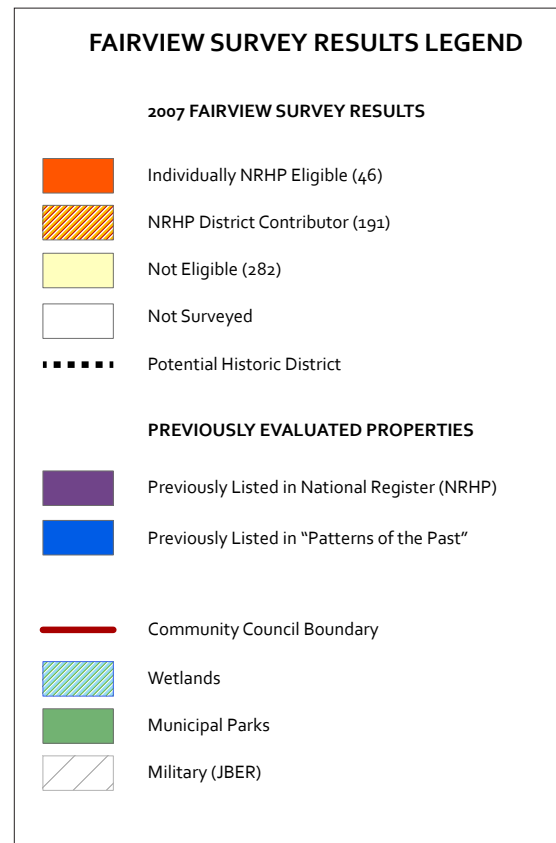 FAIRVIEW SURVEY RESULTS LEGEND
2007 FAIRVIEW SURVEY RESULTS
Individually NRHP Eligible (46)
NRHP District Contributor (191)
Not Eligible (282)
Not Surveyed
Potential Historic District
PREVIOUSLY EVALUATED PROPERTIES
Previously Listed in National Register (NRHP)
Previously Listed in “Patterns of the Past”
Community Council Boundary
Wetlands
Municipal Parks
Military (JBER)